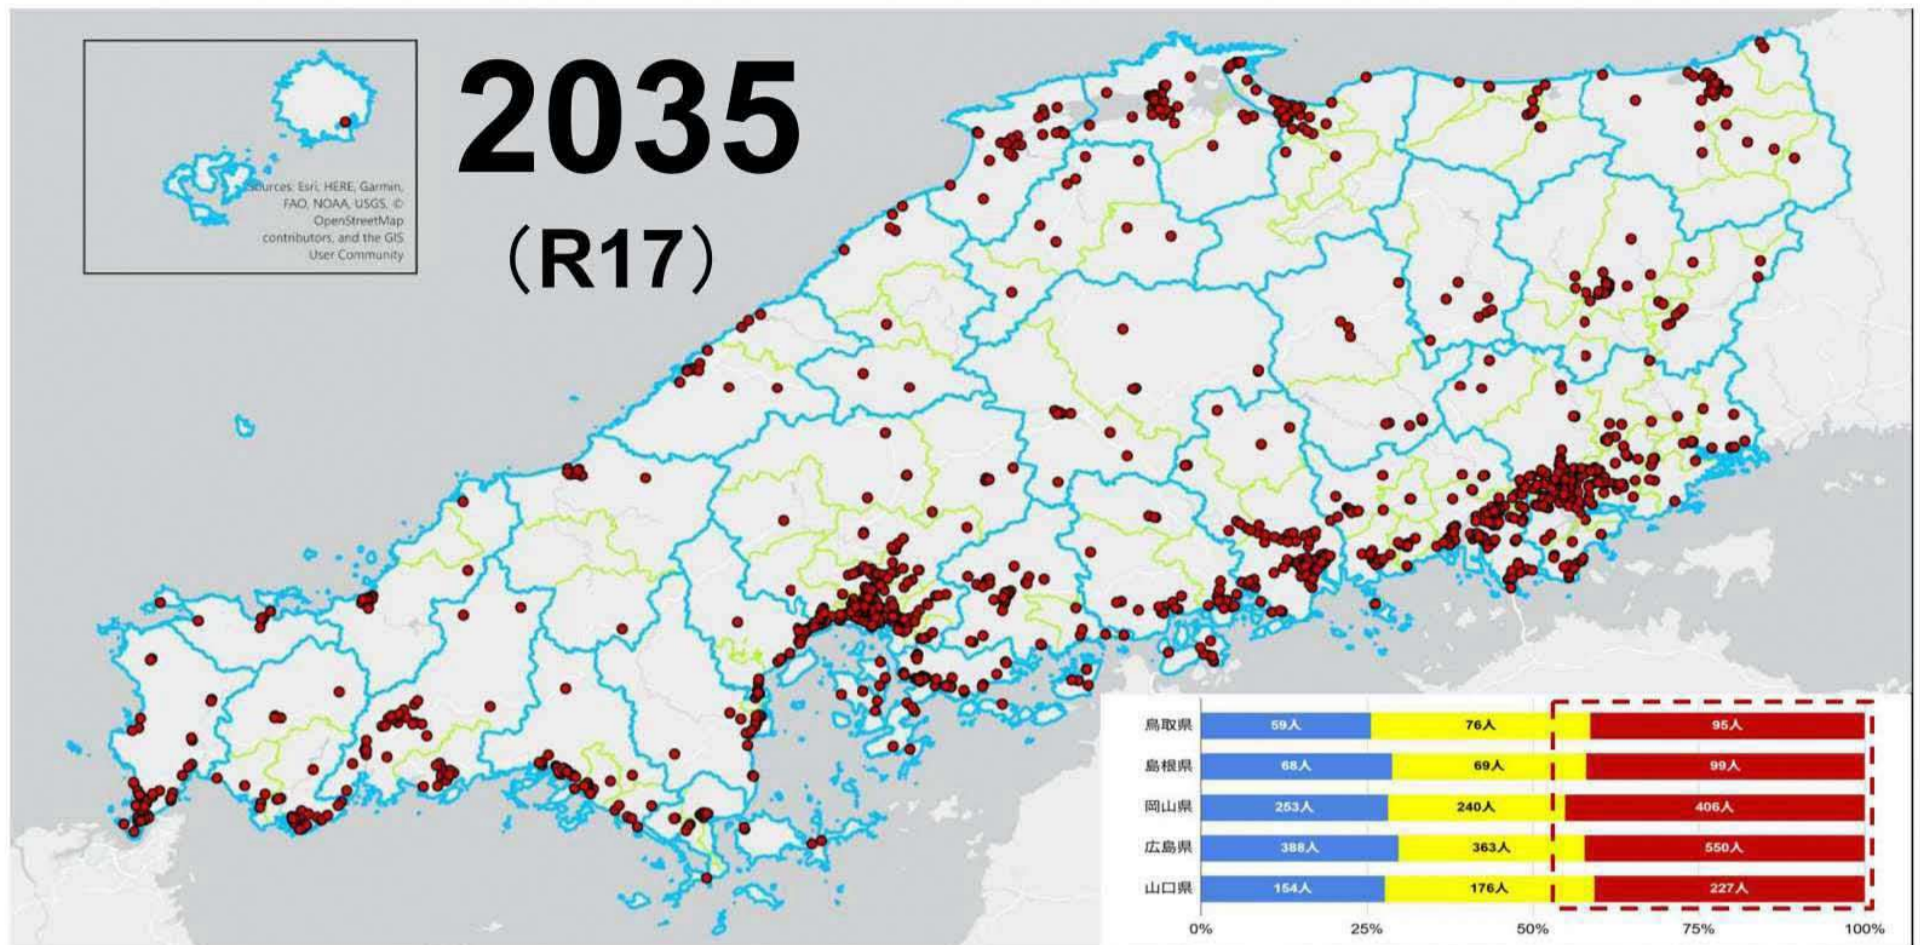 2035
（R17）
Sources: Esri, HERE, Garmin,
FAO, NOAA, USGS, ©
OpenStreetMap
contributors, and the GIS
User Community
鳥取県 59人 76人 95人
島根県 68人 69人 99人
岡山県 253人 240人 406人
広島県 388人 363人 550人
山口県 154人 176人 227人
0% 25% 50% 75% 100%